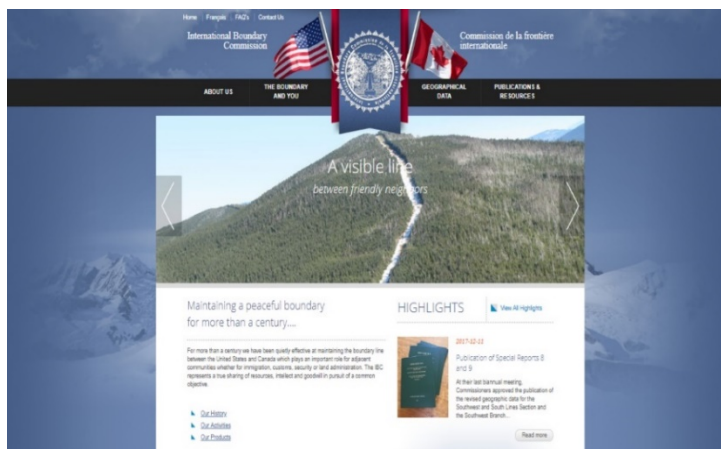 Home Français FAQ's Contact Us
International Boundary
Commission
Commission de la frontière
internationale
ABOUT US
THE BOUNDARY
AND YOU
GEOGRAPHICAL
DATA
PUBLICATIONS &
RESOURCES
A visible line
between friendly neighbors
Maintaining a peaceful boundary
for more than a century....
For more than a century we have been quietly effective at maintaining the boundary line
between the United States and Canada which plays an important role for adjacent
communities whether for immigration, customs, security or land administration. The IBC
represents a true sharing of resources, intellect and goodwill in pursuit of a common
objective.
Our History
Our Activities
Our Products
HIGHLIGHTS
View All Highlights
2017-12-13
Publication of Special Reports 8
and 9
At their last biannual meeting,
Commissioners approved the publication of
the revised geographic data for the
Southwest and South Lines Section and
the Southwest Branch...
Read more